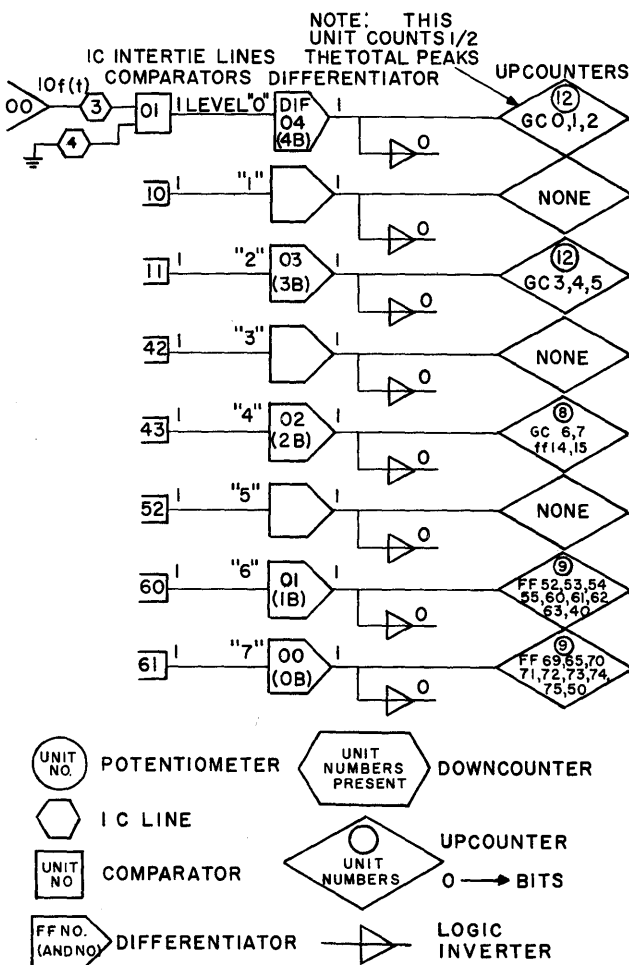 NOTE: THIS
UNIT COUNTS 1/2
THE TOTAL PEAKS
IC INTERTIE LINES
COMPARATORS DIFFERENTIATOR
UPCOUNTERS
00 10f(t) 3 01 1 LEVEL "0" DIF 04 (4B) 1 0 12 GC 0,1,2
4
10 1 "1" 1 0 NONE
11 1 "2" 03 (3B) 1 0 12 GC 3,4,5
42 1 "3" 1 0 NONE
43 1 "4" 02 (2B) 1 0 8 GC 6,7 ff 14,15
52 1 "5" 1 0 NONE
60 1 "6" 01 (1B) 1 0 9 FF 52,53,54 55,60,61,62 63,40
61 1 "7" 00 (0B) 1 0 9 FF 69,65,70 71,72,73,74, 75,50
UNIT NO. POTENTIOMETER
UNIT NUMBERS PRESENT DOWNCOUNTER
IC LINE
UNIT NO COMPARATOR
UNIT NUMBERS UPCOUNTER
0 → BITS
FF NO. (AND NO) DIFFERENTIATOR
LOGIC INVERTER